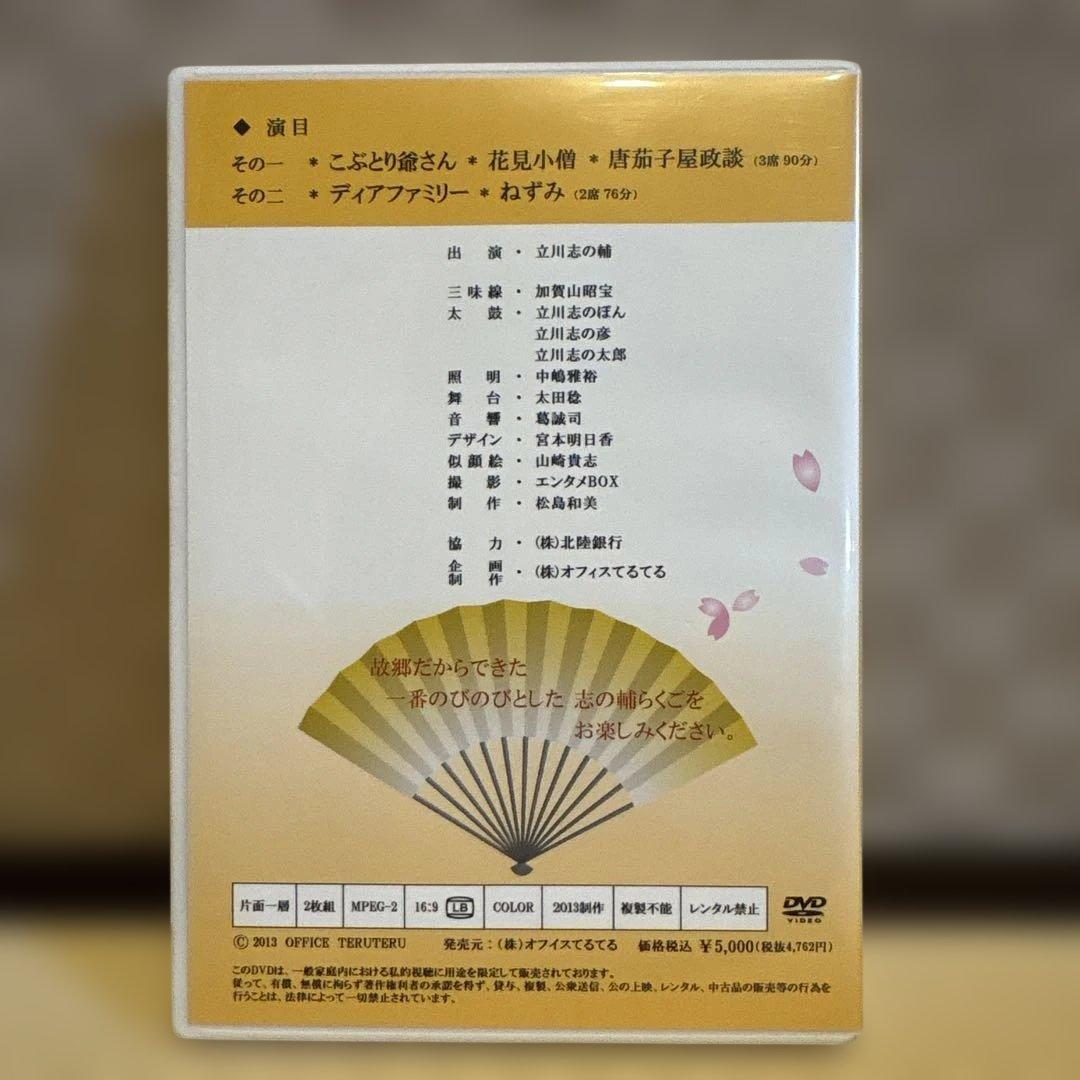 ◆ 演目
その一 * こぶとり爺さん * 花見小僧 * 唐茄子屋政談 (3席 90分)
その二 * ディアファミリー * ねずみ (2席 76分)
出演・立川志の輔
三味線・加賀山昭宝
太鼓・立川志のぽん
立川志の彦
立川志の太郎
照明・中嶋雅裕
舞台・太田稔
音響・葛誠司
デザイン・宮本明日香
似顔絵・山崎貴志
撮影・エンタメBOX
制作・松島和美
協力・(株)北陸銀行
企画制作・(株)オフィスてるてる
故郷だからできた
一番のびのびとした 志の輔らくごを
お楽しみください。
片面一層 2枚組 MPEG-2 16:9 LB COLOR 2013制作 複製不能 レンタル禁止 DVD VIDEO
Ⓒ 2013 OFFICE TERUTERU 発売元:(株)オフィスてるてる 価格税込 ¥5,000(税抜4,762円)
このDVDは、一般家庭内における私的視聴に用途を限定して販売されております。
従って、有償、無償に拘らず著作権利者の承諾を得ず、貸与、複製、公衆送信、公の上映、レンタル、中古品の販売等の行為を
行うことは、法律によって一切禁止されています。